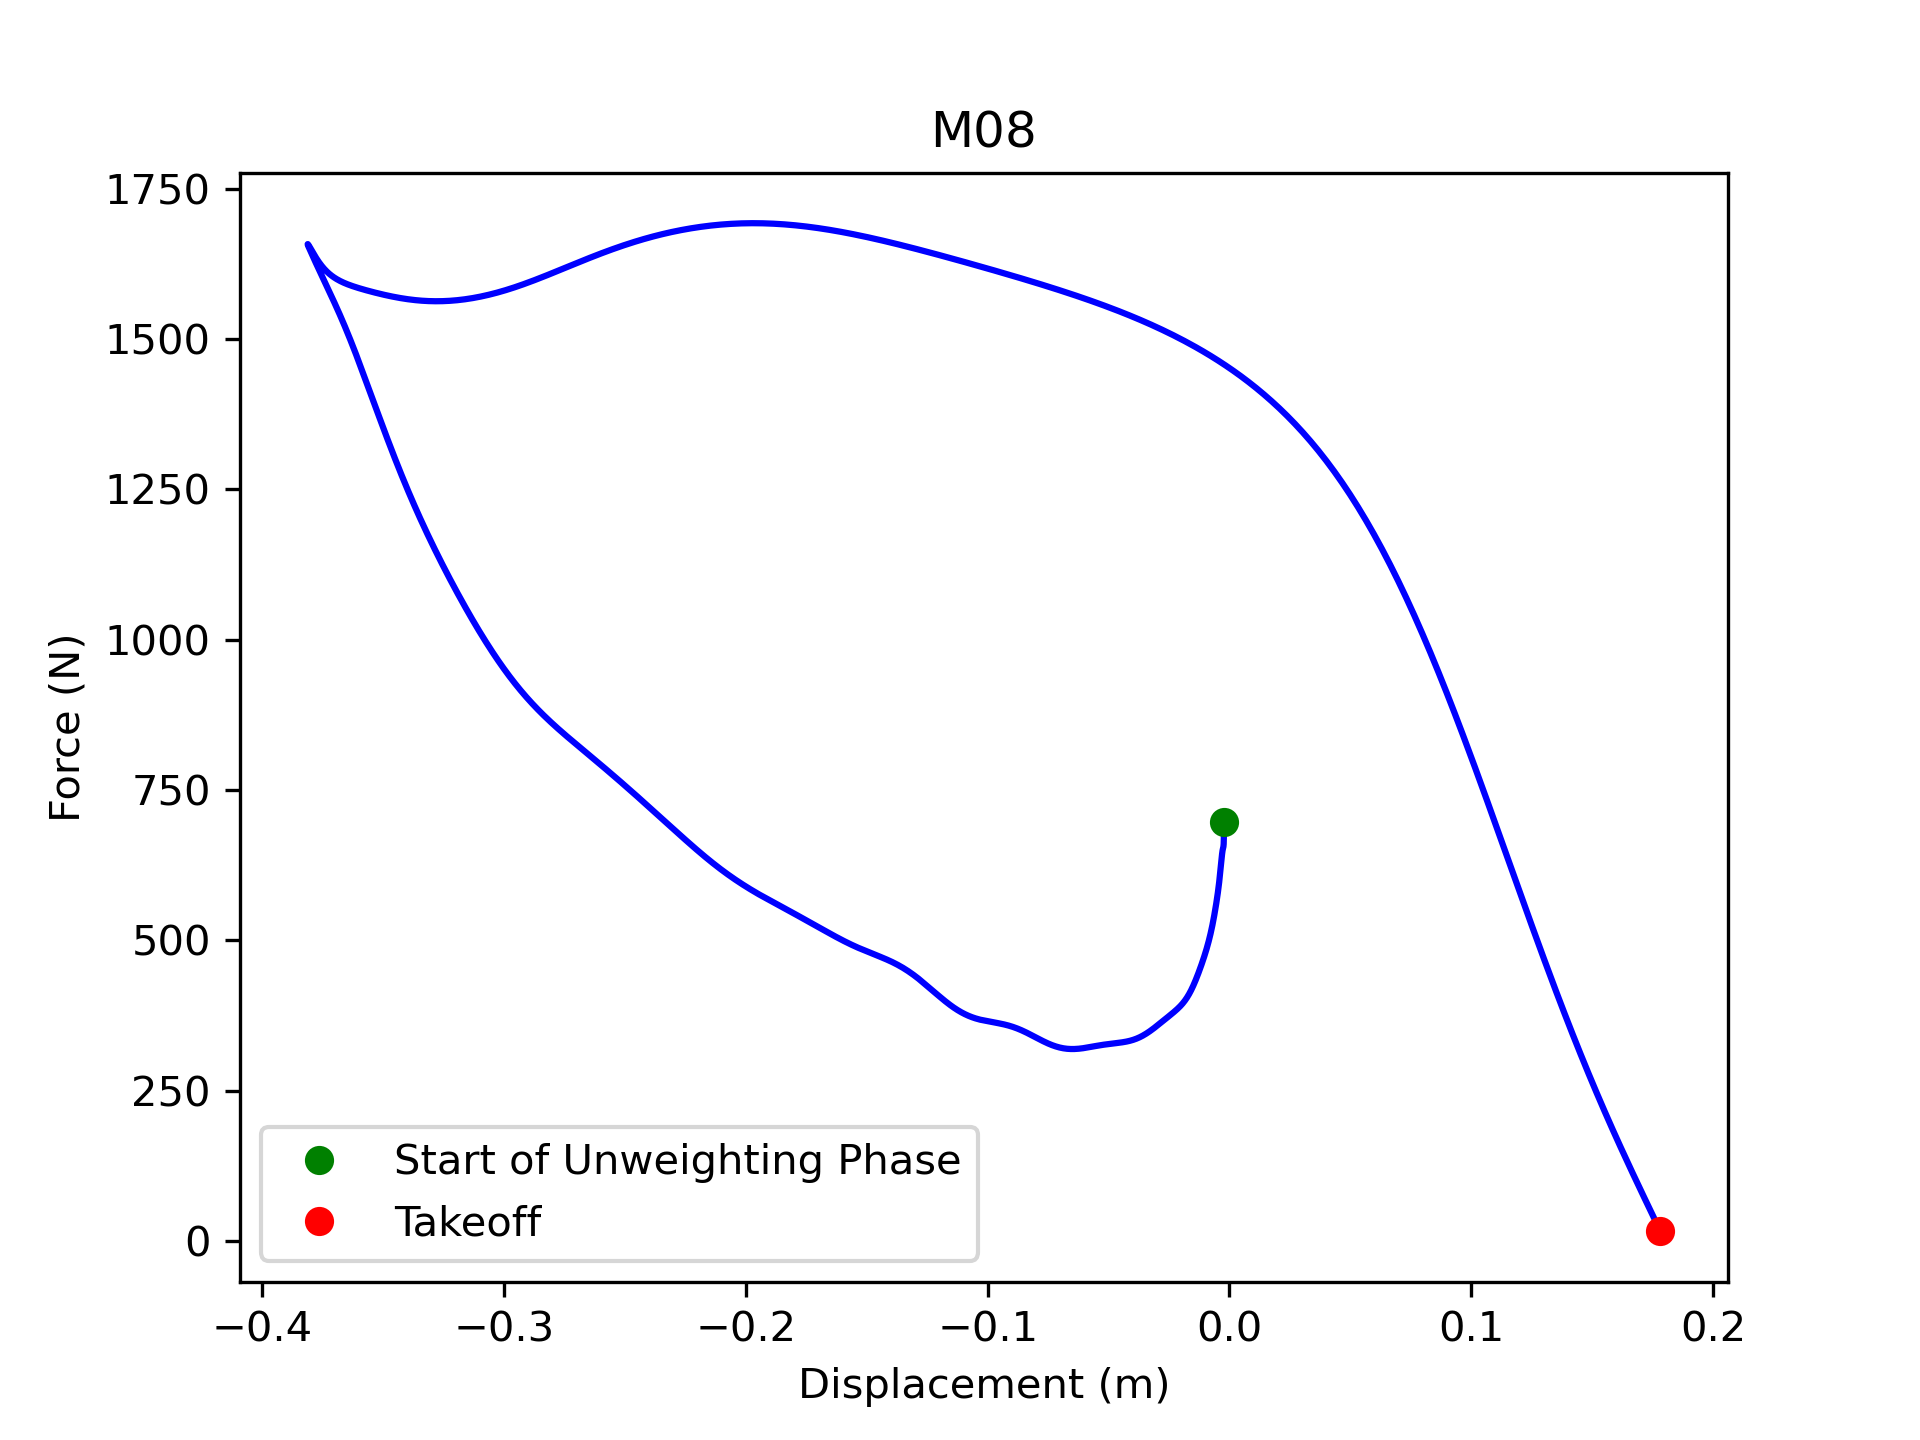 M08
1750
1500
1250
1000
750
500
250
0
Force (N)
Start of Unweighting Phase
Takeoff
−0.4 −0.3 −0.2 −0.1 0.0 0.1 0.2
Displacement (m)